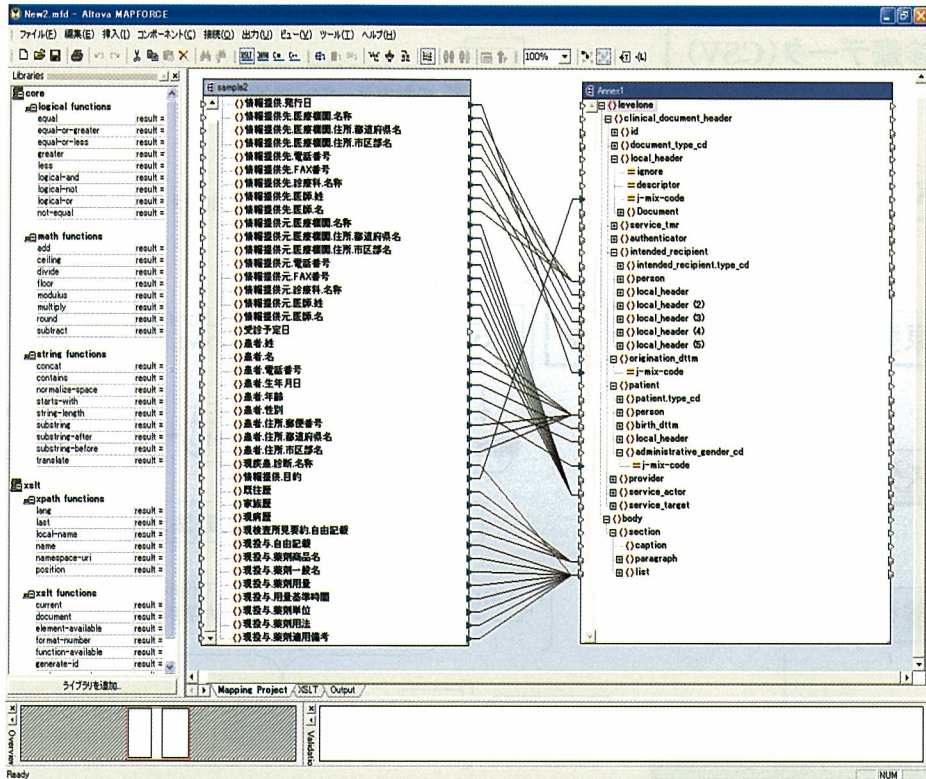 New2.mfd - Altova MAPFORCE
ファイル(F) 編集(E) 挿入(I) コンポーネント(C) 接続(Q) 出力(U) ビュー(V) ツール(T) ヘルプ(H)
100%
Libraries
core
logical functions
equal result =
equal-or-greater result =
equal-or-less result =
greater result =
less result =
logical-and result =
logical-not result =
logical-or result =
not-equal result =
math functions
add result =
ceiling result =
divide result =
floor result =
modulus result =
multiply result =
round result =
subtract result =
string functions
concat result =
contains result =
normalize-space result =
starts-with result =
string-length result =
substring result =
substring-after result =
substring-before result =
translate result =
xslt
xpath functions
lang result =
last result =
local-name result =
name result =
namespace-uri result =
position result =
xslt functions
current result =
document result =
element-available result =
format-number result =
function-available result =
generate-id result =
ライブラリを追加...
sample2
情報提供.発行日
情報提供先.医療機関.名称
情報提供先.医療機関.住所.都道府県名
情報提供先.医療機関.住所.市区部名
情報提供先.電話番号
情報提供先.FAX番号
情報提供先.診療科.名称
情報提供先.医師.姓
情報提供先.医師.名
情報提供元.医療機関.名称
情報提供元.医療機関.住所.都道府県名
情報提供元.医療機関.住所.市区部名
情報提供元.電話番号
情報提供元.FAX番号
情報提供元.診療科.名称
情報提供元.医師.姓
情報提供元.医師.名
受診予定日
患者.姓
患者.名
患者.電話番号
患者.生年月日
患者.年齢
患者.性別
患者.住所.郵便番号
患者.住所.都道府県名
患者.住所.市区部名
現疾患.診断.名称
情報提供.目的
既往歴
家族歴
現病歴
現検査所見要約.自由記載
現投与.自由記載
現投与.薬剤商品名
現投与.薬剤一般名
現投与.薬剤用量
現投与.用量基準時間
現投与.薬剤単位
現投与.薬剤用法
現投与.薬剤適用備考
Annex1
levelone
clinical_document_header
id
document_type_cd
local_header
ignore
descriptor
j-mix-code
Document
service_tmr
authenticator
intended_recipient
intended_recipient.type_cd
person
local_header
local_header (2)
local_header (3)
local_header (4)
local_header (5)
origination_dttm
j-mix-code
patient
patient.type_cd
person
birth_dttm
local_header
administrative_gender_cd
j-mix-code
provider
service_actor
service_target
body
section
caption
paragraph
list
Mapping Project XSLT Output
Overview
Validatio
Ready
NUM